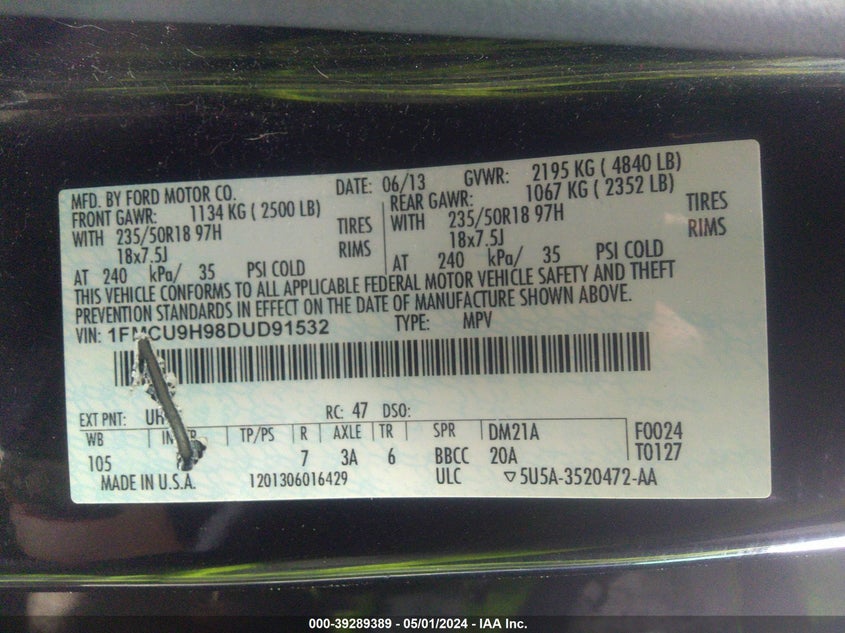 MFD. BY FORD MOTOR CO. DATE: 06/13 GVWR: 2195 KG ( 4840 LB)
FRONT GAWR: 1134 KG ( 2500 LB) REAR GAWR: 1067 KG ( 2352 LB)
WITH 235/50R18 97H TIRES WITH 235/50R18 97H TIRES
18x7.5J RIMS 18x7.5J RIMS
AT 240 kPa/ 35 PSI COLD AT 240 kPa/ 35 PSI COLD
THIS VEHICLE CONFORMS TO ALL APPLICABLE FEDERAL MOTOR VEHICLE SAFETY AND THEFT
PREVENTION STANDARDS IN EFFECT ON THE DATE OF MANUFACTURE SHOWN ABOVE.
VIN: 1FMCU9H98DUD91532 TYPE: MPV
EXT PNT: UH RC: 47 DSO:
WB TP/PS R AXLE TR SPR DM21A F0024
105 7 3A 6 BBCC 20A T0127
MADE IN U.S.A. 1201306016429 ULC ▽5U5A-3520472-AA
000-39289389 - 05/01/2024 - IAA Inc.